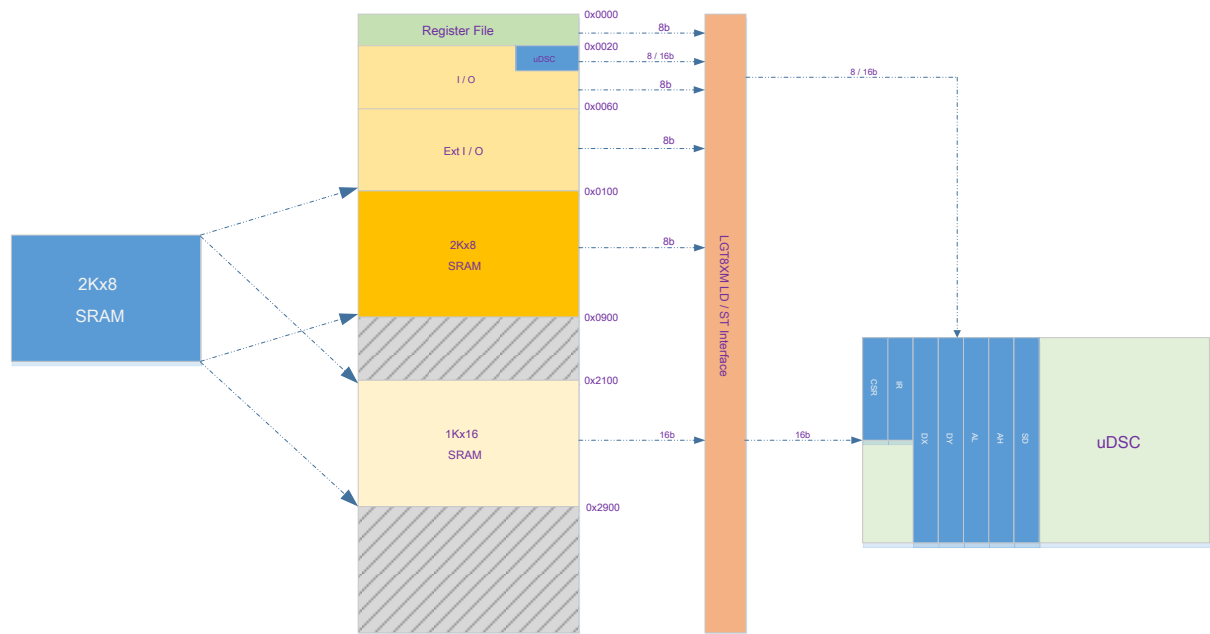 0x0000
Register File
8b
0x0020
uDSC
8 / 16b
I / O
8b
8 / 16b
0x0060
8b
Ext I / O
0x0100
2Kx8
SRAM
8b
2Kx8
SRAM
0x0900
LGT8XM LD / ST Interface
0x2100
1Kx16
SRAM
16b
16b
CSR
IR
DX
DY
AL
AH
SD
uDSC
0x2900